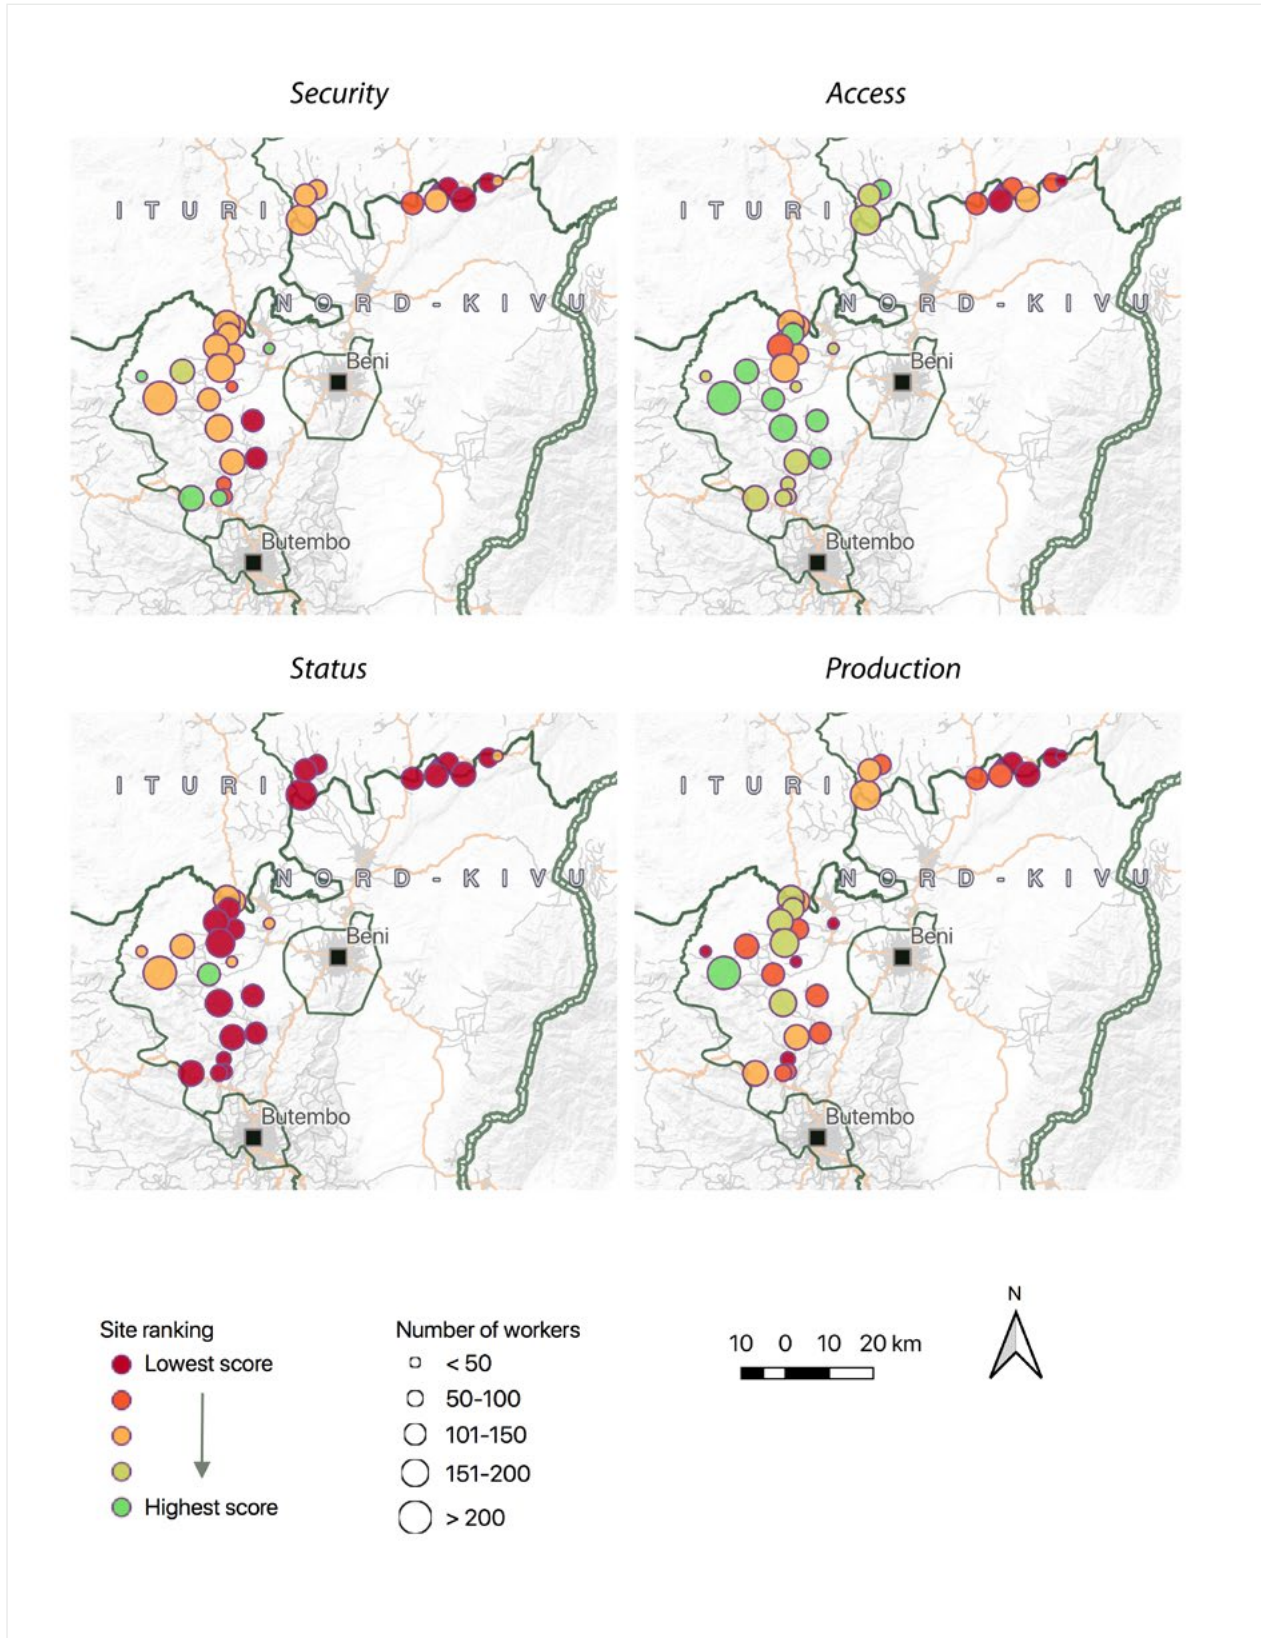 Security
Access
ITURI
NORD-KIVU
Beni
Butembo
ITURI
NORD-KIVU
Beni
Butembo
Status
Production
ITURI
NORD-KIVU
Beni
Butembo
ITURI
NORD-KIVU
Beni
Butembo
Site ranking
Lowest score
Highest score
Number of workers
< 50
50-100
101-150
151-200
> 200
10 0 10 20 km
N